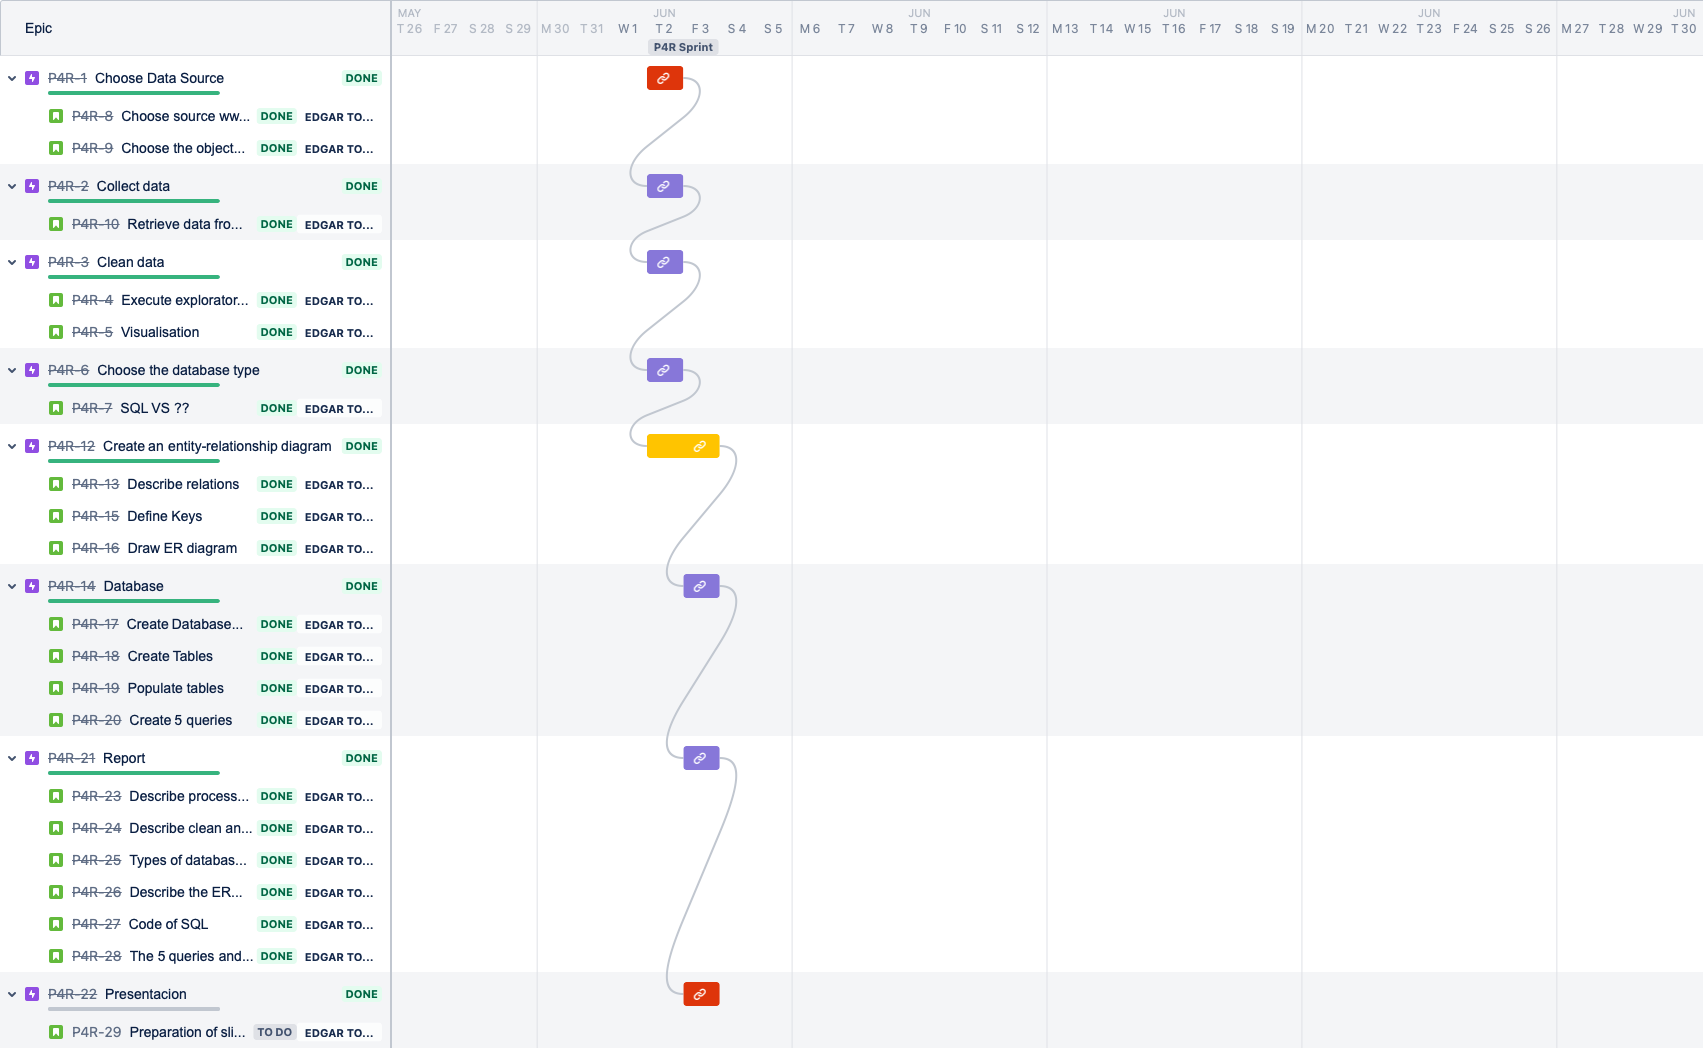 Epic
MAY JUN JUN JUN JUN JUN
T 26 F 27 S 28 S 29 M 30 T 31 W 1 T 2 F 3 S 4 S 5 M 6 T 7 W 8 T 9 F 10 S 11 S 12 M 13 T 14 W 15 T 16 F 17 S 18 S 19 M 20 T 21 W 22 T 23 F 24 S 25 S 26 M 27 T 28 W 29 T 30
P4R Sprint
P4R-1 Choose Data Source DONE
P4R-8 Choose source ww... DONE EDGAR TO...
P4R-9 Choose the object... DONE EDGAR TO...
P4R-2 Collect data DONE
P4R-10 Retrieve data fro... DONE EDGAR TO...
P4R-3 Clean data DONE
P4R-4 Execute explorator... DONE EDGAR TO...
P4R-5 Visualisation DONE EDGAR TO...
P4R-6 Choose the database type DONE
P4R-7 SQL VS ?? DONE EDGAR TO...
P4R-12 Create an entity-relationship diagram DONE
P4R-13 Describe relations DONE EDGAR TO...
P4R-15 Define Keys DONE EDGAR TO...
P4R-16 Draw ER diagram DONE EDGAR TO...
P4R-14 Database DONE
P4R-17 Create Database... DONE EDGAR TO...
P4R-18 Create Tables DONE EDGAR TO...
P4R-19 Populate tables DONE EDGAR TO...
P4R-20 Create 5 queries DONE EDGAR TO...
P4R-21 Report DONE
P4R-23 Describe process... DONE EDGAR TO...
P4R-24 Describe clean an... DONE EDGAR TO...
P4R-25 Types of databas... DONE EDGAR TO...
P4R-26 Describe the ER... DONE EDGAR TO...
P4R-27 Code of SQL DONE EDGAR TO...
P4R-28 The 5 queries and... DONE EDGAR TO...
P4R-22 Presentacion DONE
P4R-29 Preparation of sli... TO DO EDGAR TO...